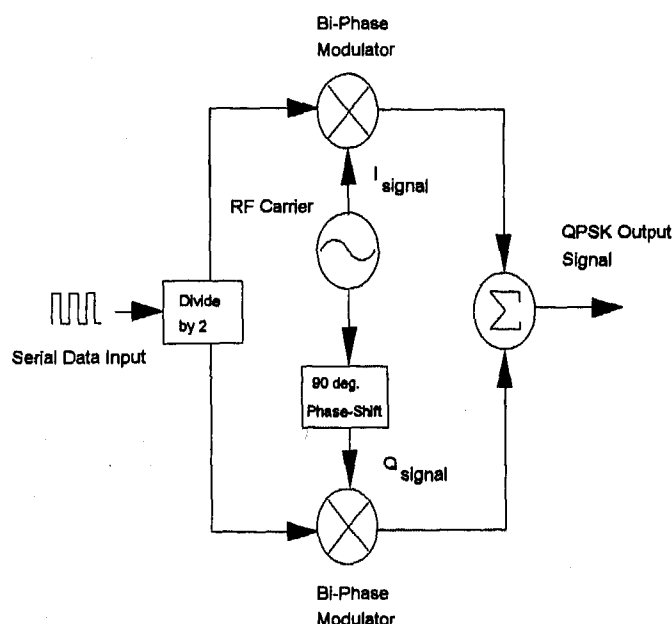 Bi-Phase
Modulator
I signal
RF Carrier
QPSK Output
Signal
Divide
by 2
Σ
Serial Data Input
90 deg.
Phase-Shift
Q signal
Bi-Phase
Modulator